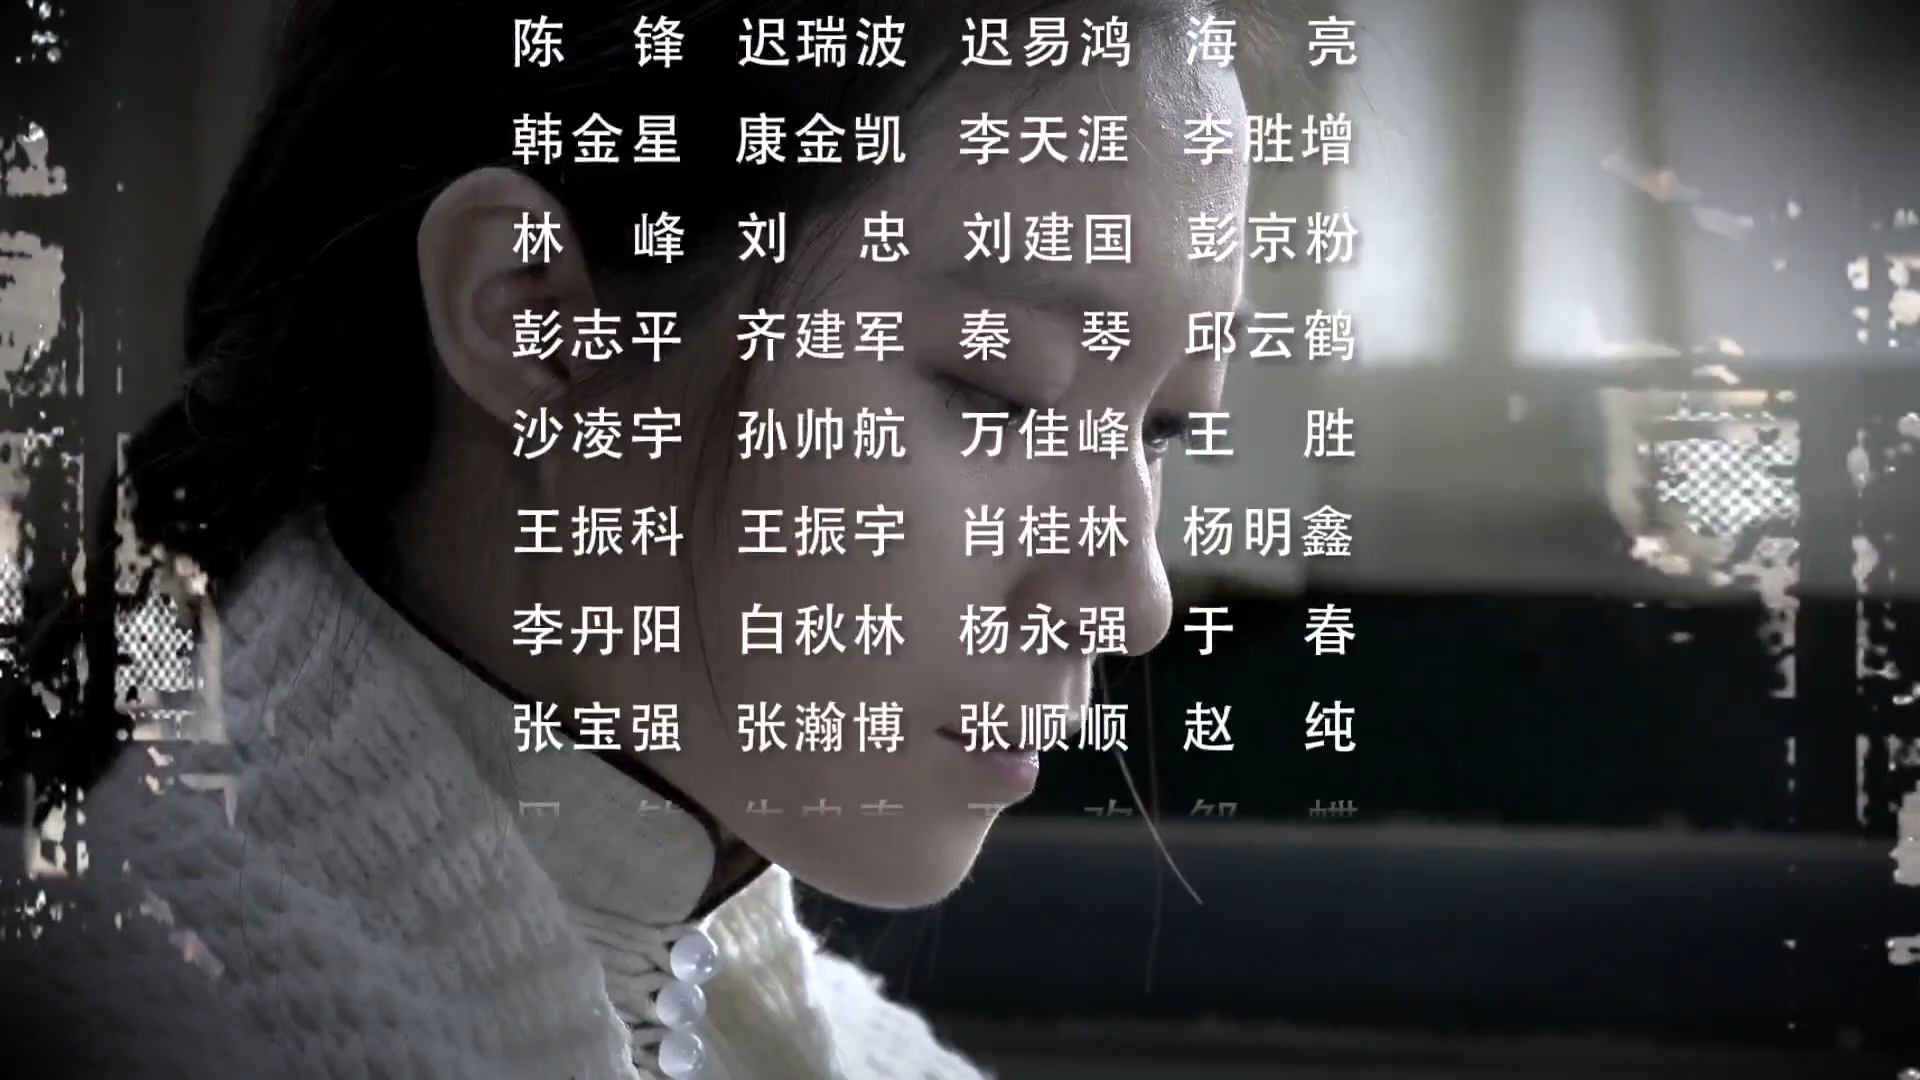 陈 锋 迟瑞波 迟易鸿 海 亮
韩金星 康金凯 李天涯 李胜增
林 峰 刘 忠 刘建国 彭京粉
彭志平 齐建军 秦 琴 邱云鹤
沙凌宇 孙帅航 万佳峰 王 胜
王振科 王振宇 肖桂林 杨明鑫
李丹阳 白秋林 杨永强 于 春
张宝强 张瀚博 张顺顺 赵 纯